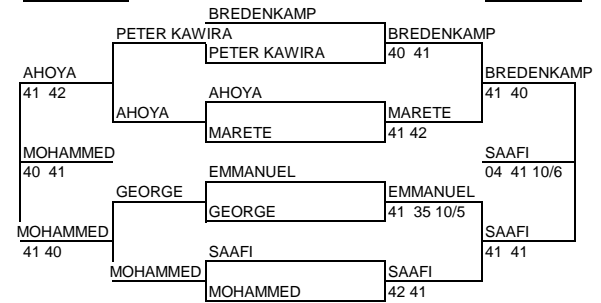 BREDENKAMP
PETER KAWIRA BREDENKAMP
PETER KAWIRA 40 41
AHOYA BREDENKAMP
41 42 AHOYA 41 40
AHOYA MARETE
MARETE 41 42
MOHAMMED SAAFI
40 41 EMMANUEL 04 41 10/6
GEORGE EMMANUEL
GEORGE 41 35 10/5
MOHAMMED SAAFI
41 40 SAAFI 41 41
MOHAMMED SAAFI
MOHAMMED 42 41